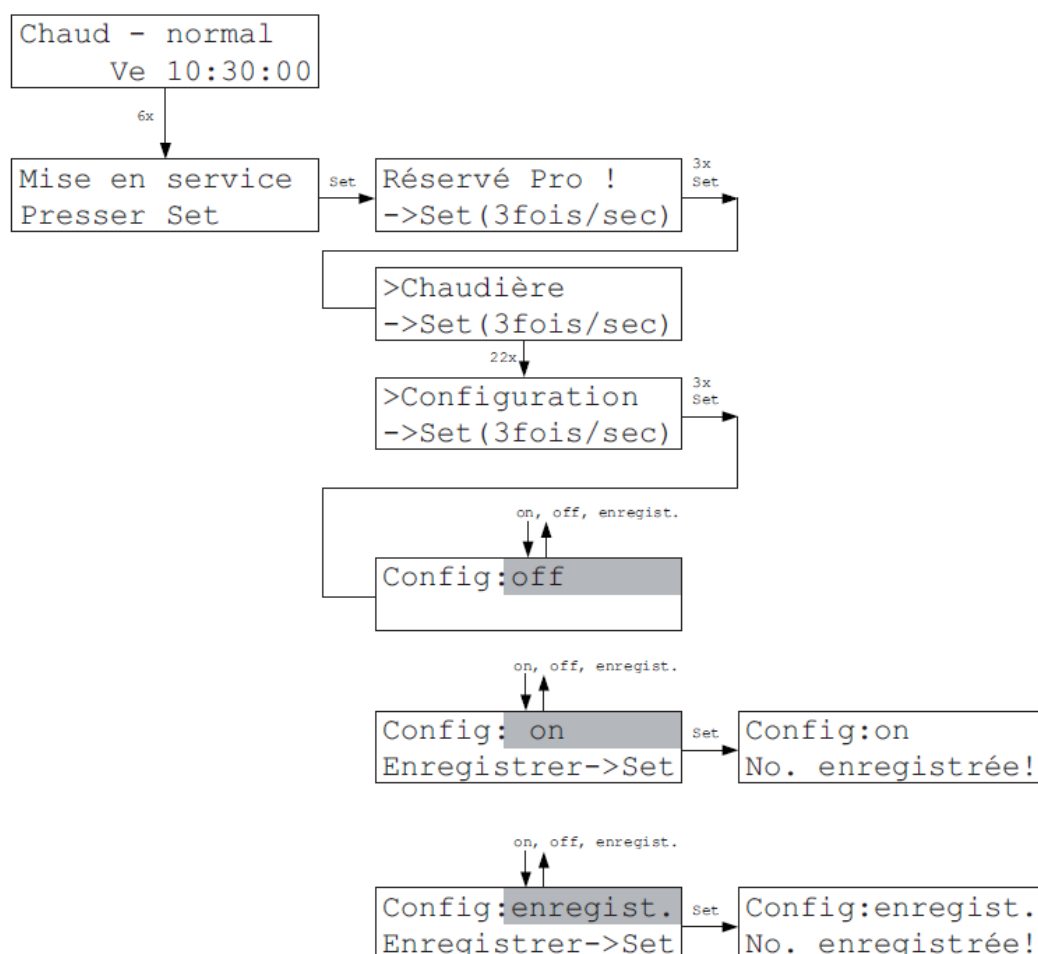 Chaud - normal
Ve 10:30:00
6x
Mise en service
Presser Set
Set
Réservé Pro !
->Set(3fois/sec)
3x
Set
>Chaudière
->Set(3fois/sec)
22x
>Configuration
->Set(3fois/sec)
3x
Set
on, off, enregist.
Config:off
on, off, enregist.
Config: on
Enregistrer->Set
Set
Config:on
No. enregistrée!
on, off, enregist.
Config:enregist.
Enregistrer->Set
Set
Config:enregist.
No. enregistrée!